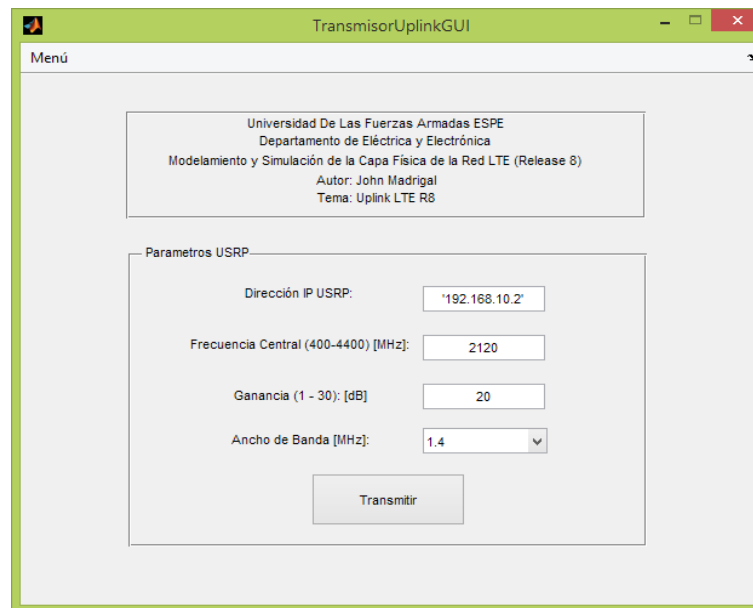 TransmisorUplinkGUI
Menú
Universidad De Las Fuerzas Armadas ESPE
Departamento de Eléctrica y Electrónica
Modelamiento y Simulación de la Capa Física de la Red LTE (Release 8)
Autor: John Madrigal
Tema: Uplink LTE R8
Parametros USRP
Dirección IP USRP: '192.168.10.2'
Frecuencia Central (400-4400) [MHz]: 2120
Ganancia (1 - 30): [dB] 20
Ancho de Banda [MHz]: 1.4
Transmitir